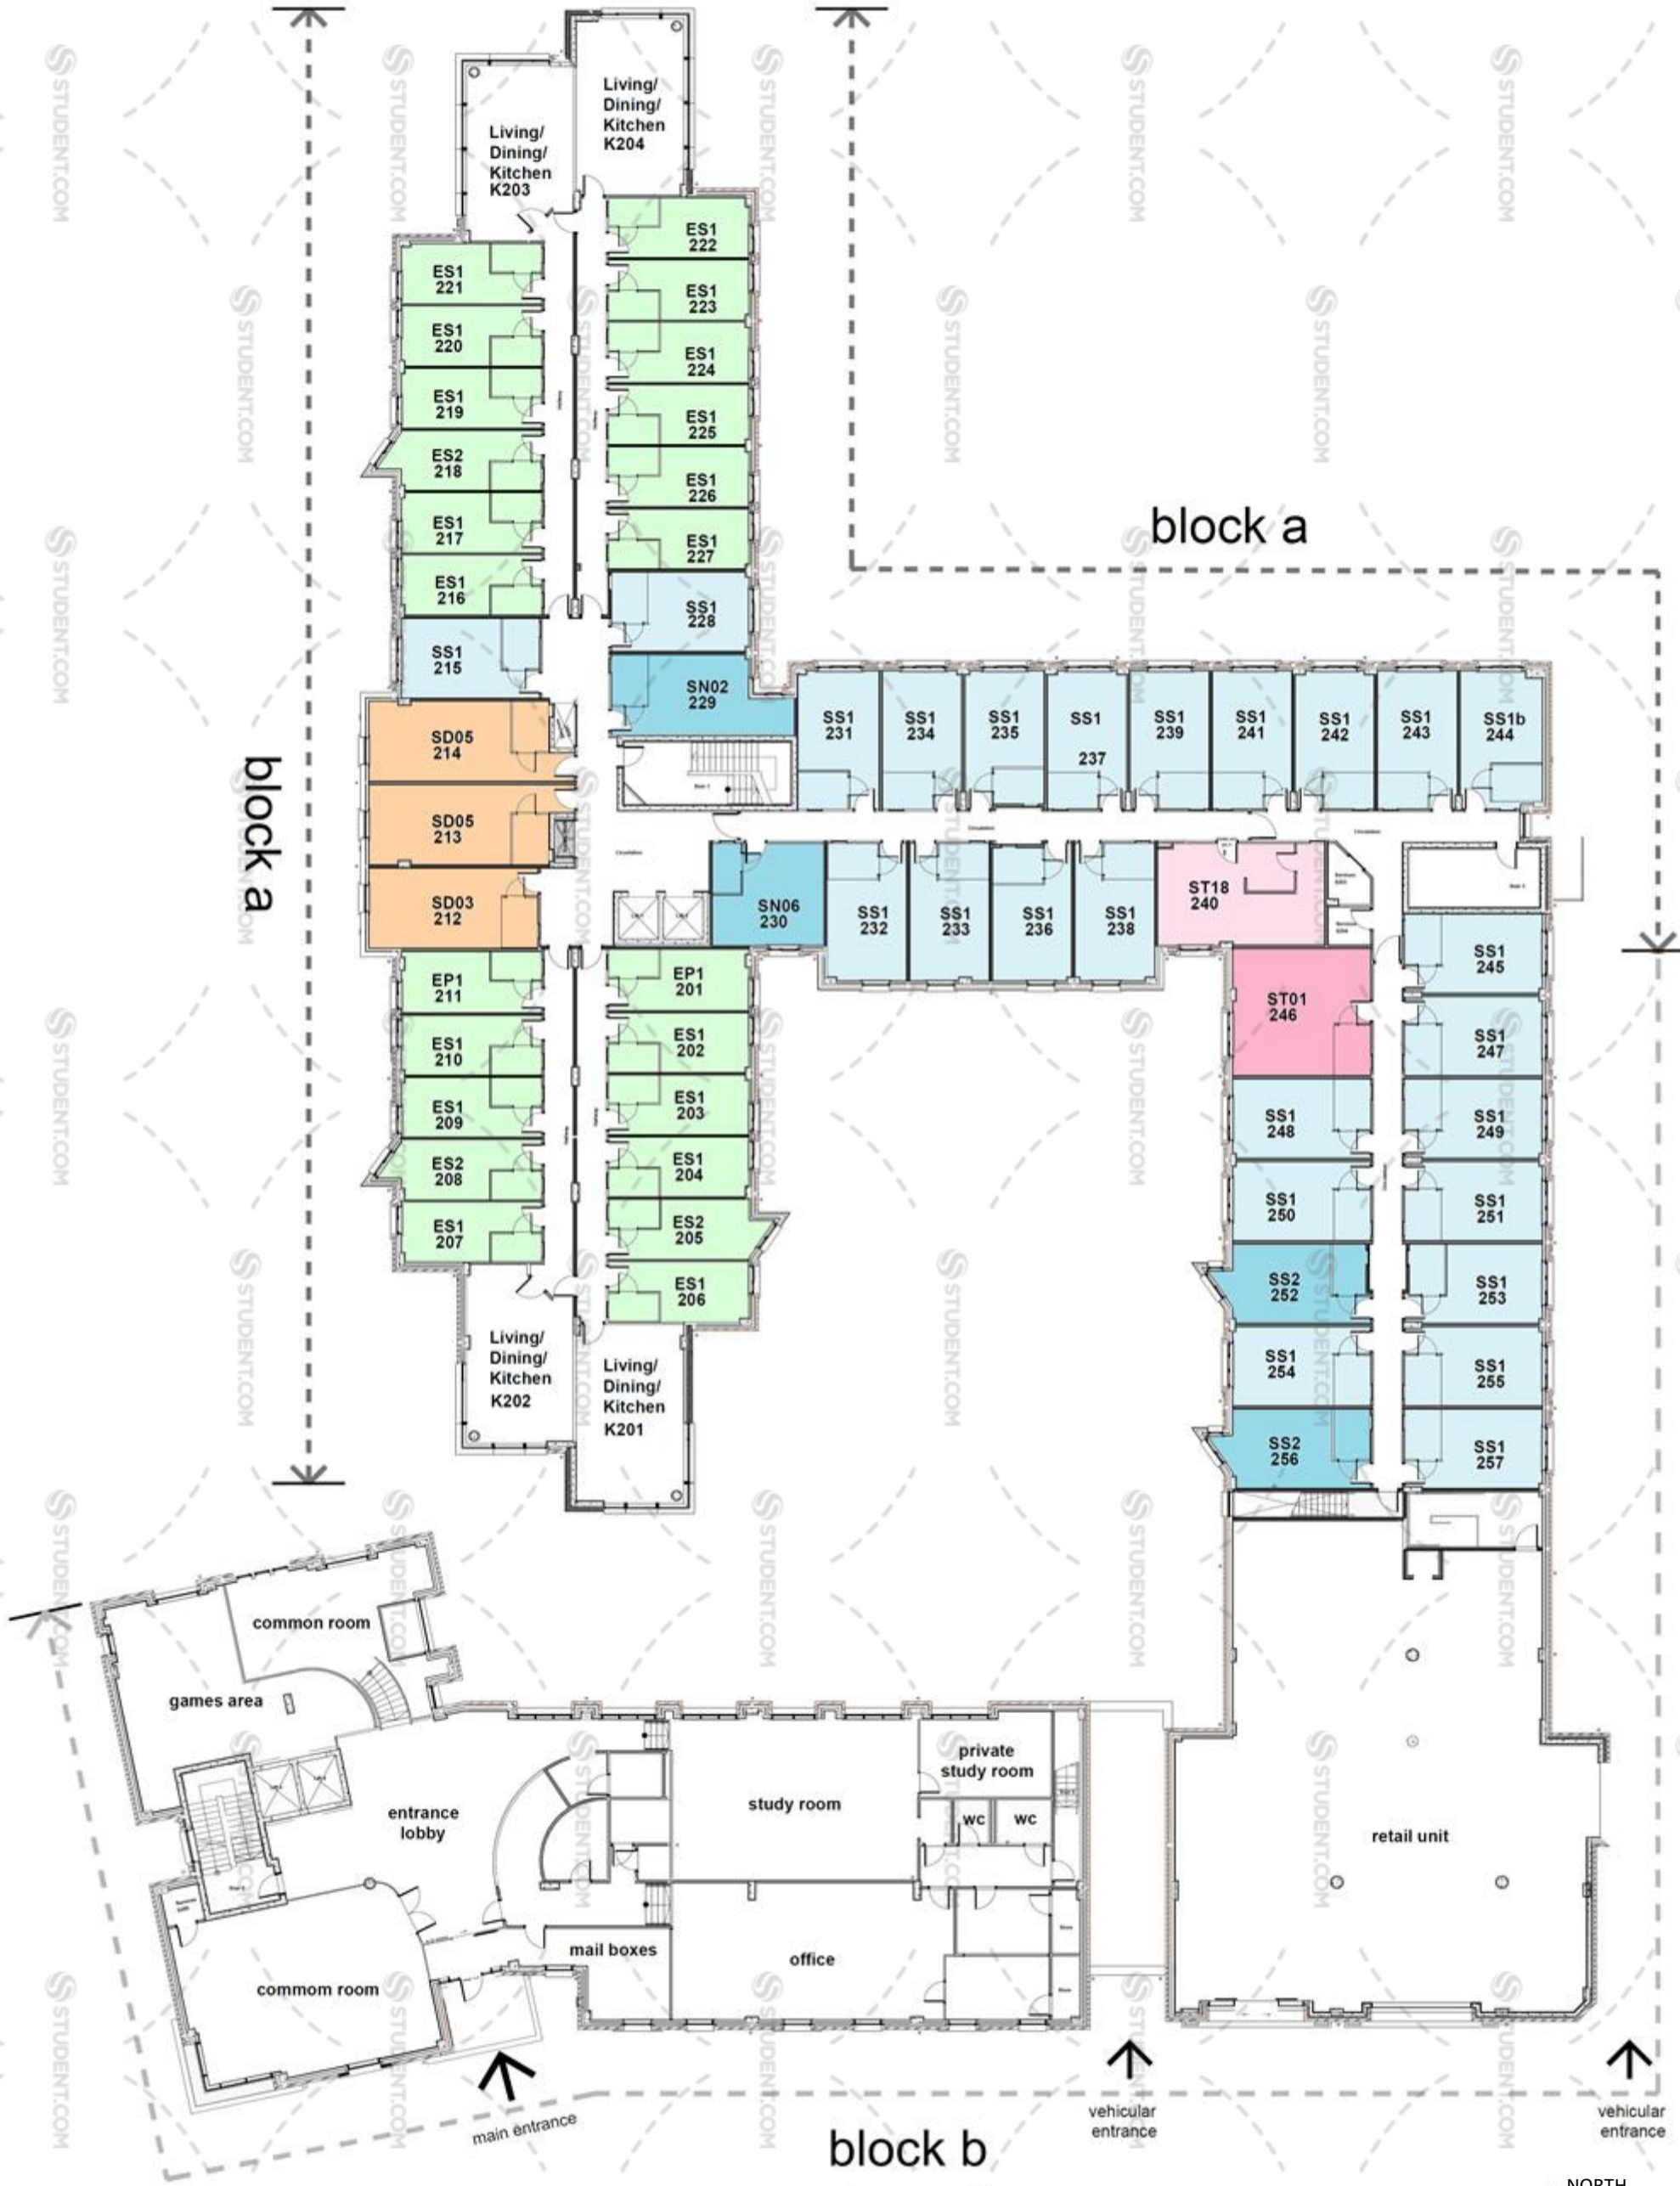 Living/
Dining/
Kitchen
K204
Living/
Dining/
Kitchen
K203
ES1
222
ES1
221
ES1
223
ES1
220
ES1
224
ES1
219
ES1
225
ES2
218
ES1
226
ES1
217
ES1
227
ES1
216
SS1
228
SS1
215
SN02
229
SD05
214
SD05
213
SD03
212
block a
block a
SS1
231
SS1
234
SS1
235
SS1
237
SS1
239
SS1
241
SS1
242
SS1
243
SS1b
244
Circulation
Circulation
Circulation
SN06
230
SS1
232
SS1
233
SS1
236
SS1
238
ST18
240
EP1
211
EP1
201
ES1
210
ES1
202
ES1
209
ES1
203
ES2
208
ES1
204
ES1
207
ES2
205
ES1
206
Living/
Dining/
Kitchen
K202
Living/
Dining/
Kitchen
K201
SS1
245
ST01
246
SS1
247
SS1
248
SS1
249
SS1
250
SS1
251
SS2
252
SS1
253
SS1
254
SS1
255
SS2
256
SS1
257
common room
games area
entrance
lobby
study room
private
study room
wc
wc
retail unit
mail boxes
office
commom room
main entrance
vehicular
entrance
vehicular
entrance
block b
NORTH
STUDENT.COM